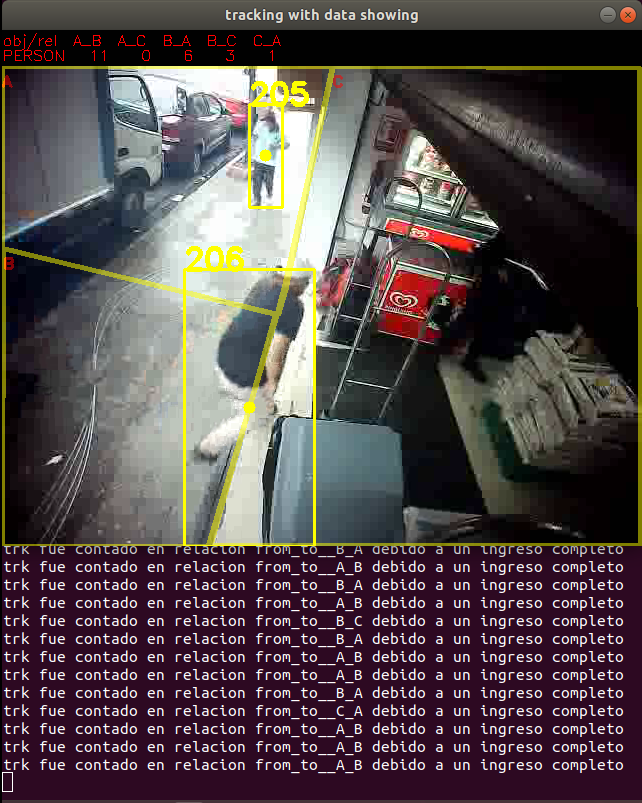 tracking with data showing
obj/rel A_B A_C B_A B_C C_A
PERSON 11 0 6 3 1
A
C
205
B
206
trk fue contado en relacion from_to__B_A debido a un ingreso completo
trk fue contado en relacion from_to__A_B debido a un ingreso completo
trk fue contado en relacion from_to__B_A debido a un ingreso completo
trk fue contado en relacion from_to__A_B debido a un ingreso completo
trk fue contado en relacion from_to__B_C debido a un ingreso completo
trk fue contado en relacion from_to__B_A debido a un ingreso completo
trk fue contado en relacion from_to__A_B debido a un ingreso completo
trk fue contado en relacion from_to__A_B debido a un ingreso completo
trk fue contado en relacion from_to__B_A debido a un ingreso completo
trk fue contado en relacion from_to__C_A debido a un ingreso completo
trk fue contado en relacion from_to__A_B debido a un ingreso completo
trk fue contado en relacion from_to__A_B debido a un ingreso completo
trk fue contado en relacion from_to__A_B debido a un ingreso completo